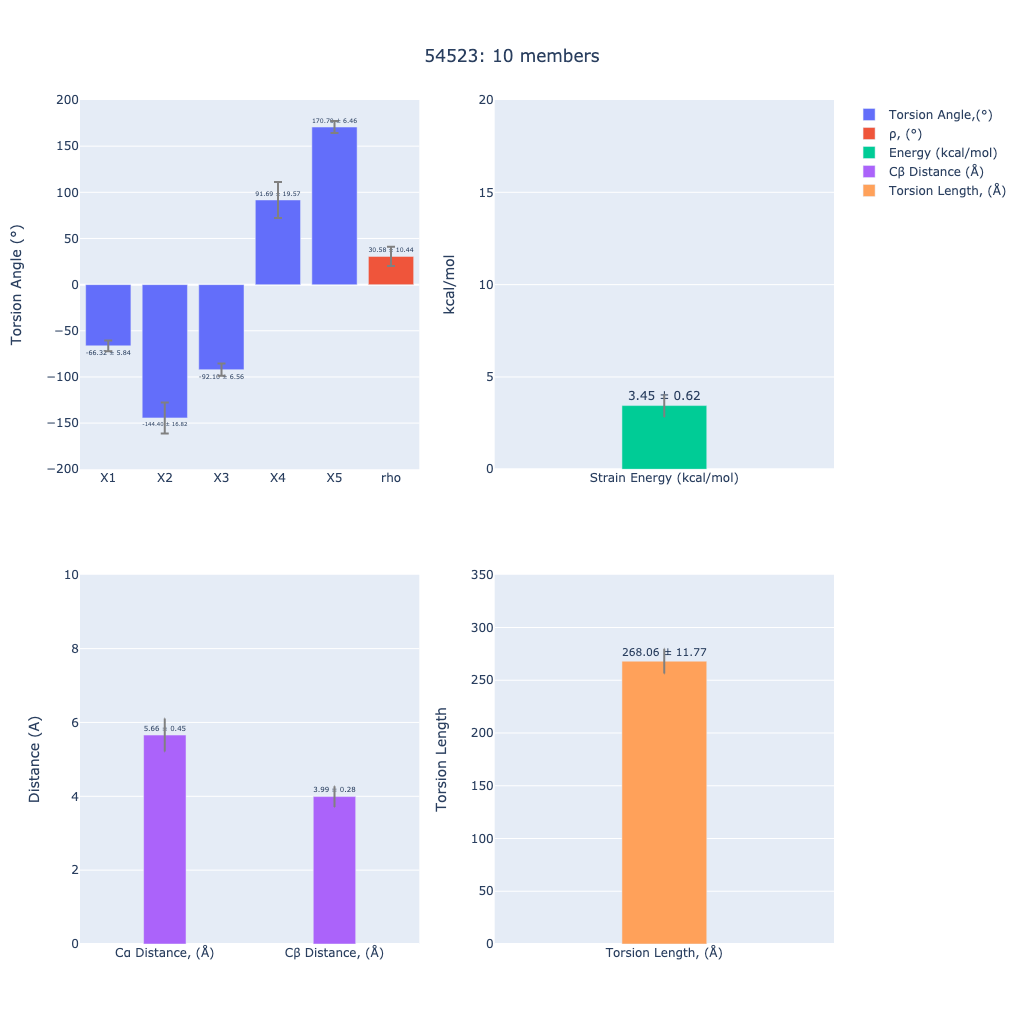 54523: 10 members
200
150
100
50
0
−50
−100
−150
−200
Torsion Angle (°)
-66.32 ± 5.84
-144.40 ± 16.82
-92.10 ± 6.56
91.69 ± 19.57
± 6.46
30.58 ± 10.44
X1 X2 X3 X4 X5 rho
20
15
10
5
0
kcal/mol
3.45 ± 0.62
Strain Energy (kcal/mol)
Torsion Angle,(°)
ρ, (°)
Energy (kcal/mol)
Cβ Distance (Å)
Torsion Length, (Å)
10
8
6
4
2
0
Distance (A)
5.66 ± 0.45
3.99 ± 0.28
Cα Distance, (Å) Cβ Distance, (Å)
350
300
250
200
150
100
50
0
Torsion Length
268.06 ± 11.77
Torsion Length, (Å)